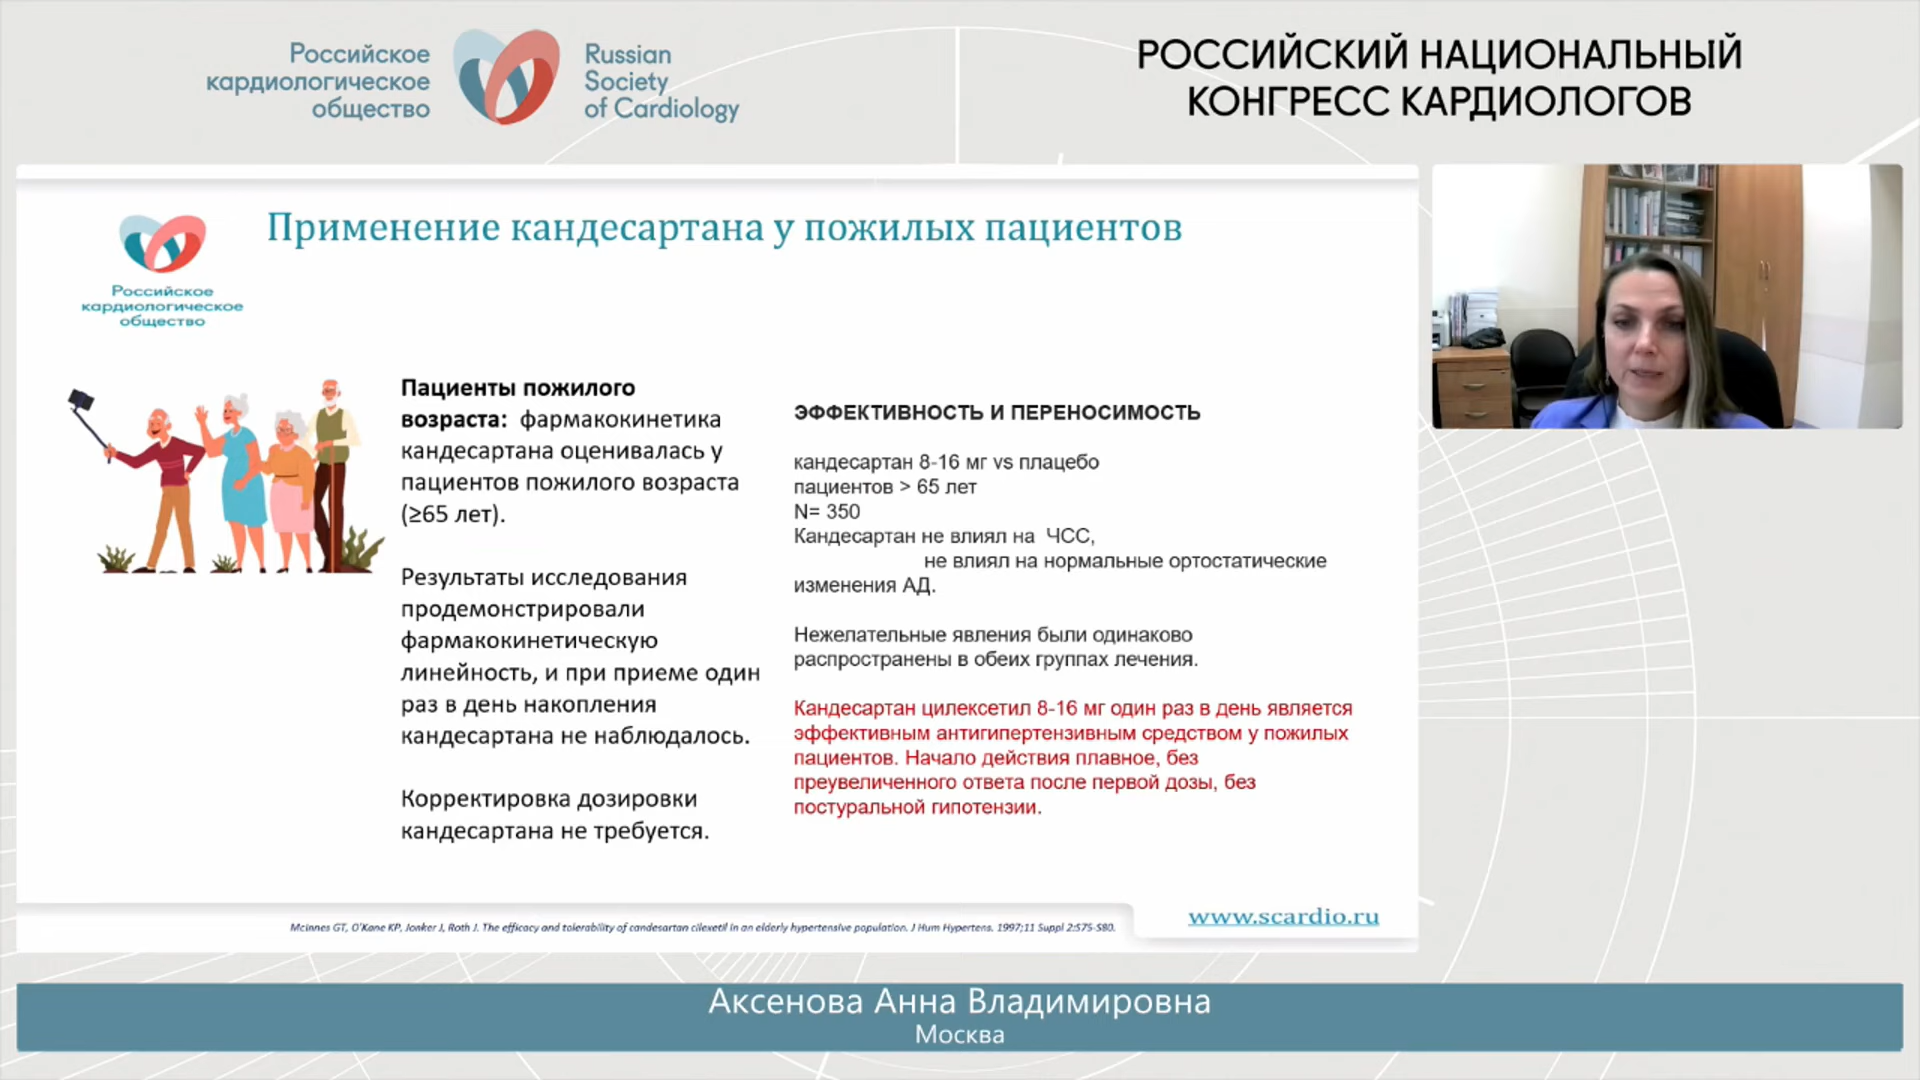 Российское
кардиологическое
общество
Russian
Society
of Cardiology
РОССИЙСКИЙ НАЦИОНАЛЬНЫЙ
КОНГРЕСС КАРДИОЛОГОВ
Российское
кардиологическое
общество
Применение кандесартана у пожилых пациентов
Пациенты пожилого
возраста: фармакокинетика
кандесартана оценивалась у
пациентов пожилого возраста
(≥65 лет).
Результаты исследования
продемонстрировали
фармакокинетическую
линейность, и при приеме один
раз в день накопления
кандесартана не наблюдалось.
Корректировка дозировки
кандесартана не требуется.
ЭФФЕКТИВНОСТЬ И ПЕРЕНОСИМОСТЬ
кандесартан 8-16 мг vs плацебо
пациентов > 65 лет
N= 350
Кандесартан не влиял на ЧСС,
не влиял на нормальные ортостатические
изменения АД.
Нежелательные явления были одинаково
распространены в обеих группах лечения.
Кандесартан цилексетил 8-16 мг один раз в день является
эффективным антигипертензивным средством у пожилых
пациентов. Начало действия плавное, без
преувеличенного ответа после первой дозы, без
постуральной гипотензии.
McInnes GT, O'Kane KP, Jonker J, Roth J. The efficacy and tolerability of candesartan cilexetil in an elderly hypertensive population. J Hum Hypertens. 1997;11 Suppl 2:S75-S80.
www.scardio.ru
Аксенова Анна Владимировна
Москва